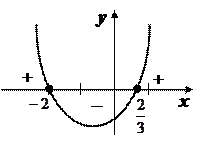 y
+ +
−2 − 2/3 x